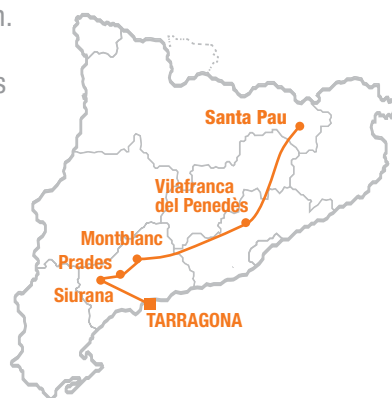 n.
s
Santa Pau
Vilafranca
del Penedès
Montblanc
Prades
Siurana
TARRAGONA